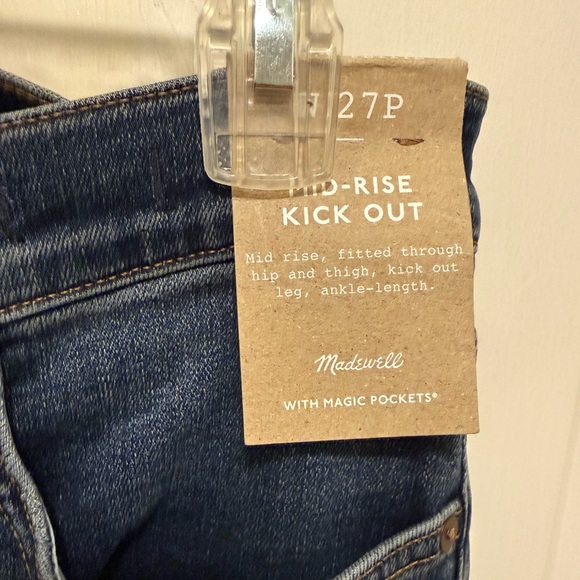 27P
MID-RISE
KICK OUT
Mid rise, fitted through
hip and thigh, kick out
leg, ankle-length.
Madewell
WITH MAGIC POCKETS®